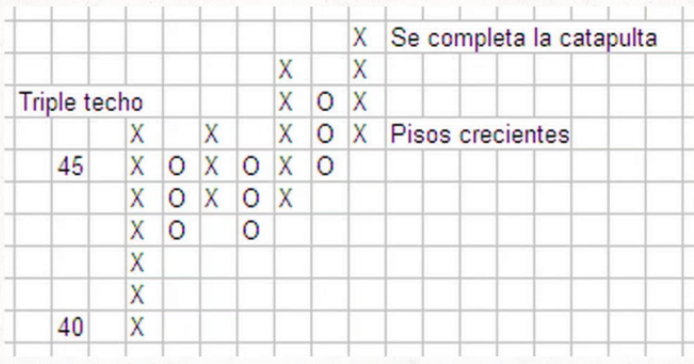 X Se completa la catapulta
X X
Triple techo X O X
X X X O X Pisos crecientes
45 X O X O X O
X O X O X
X O O
X
X
40 X